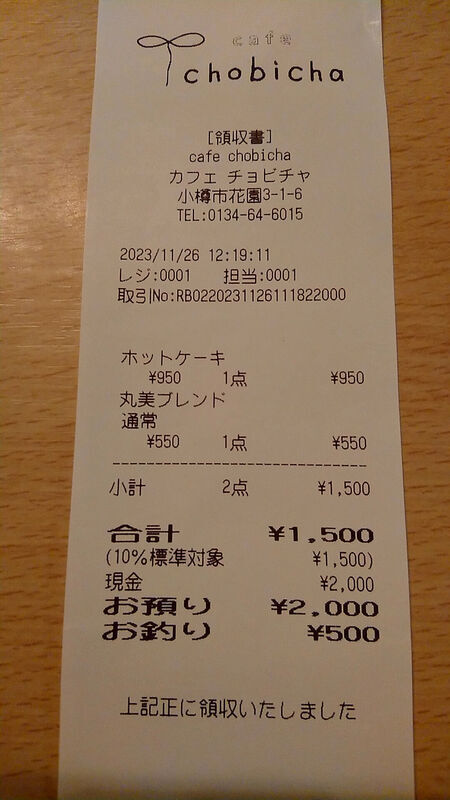 cafe
chobicha
[領収書]
cafe chobicha
カフェ チョビチャ
小樽市花園3-1-6
TEL:0134-64-6015
2023/11/26 12:19:11
レジ:0001 担当:0001
取引No:RB0220231126111822000
ホットケーキ
¥950 1点 ¥950
丸美ブレンド
通常
¥550 1点 ¥550
小計 2点 ¥1,500
合計 ¥1,500
(10%標準対象 ¥1,500)
現金 ¥2,000
お預り ¥2,000
お釣り ¥500
上記正に領収いたしました